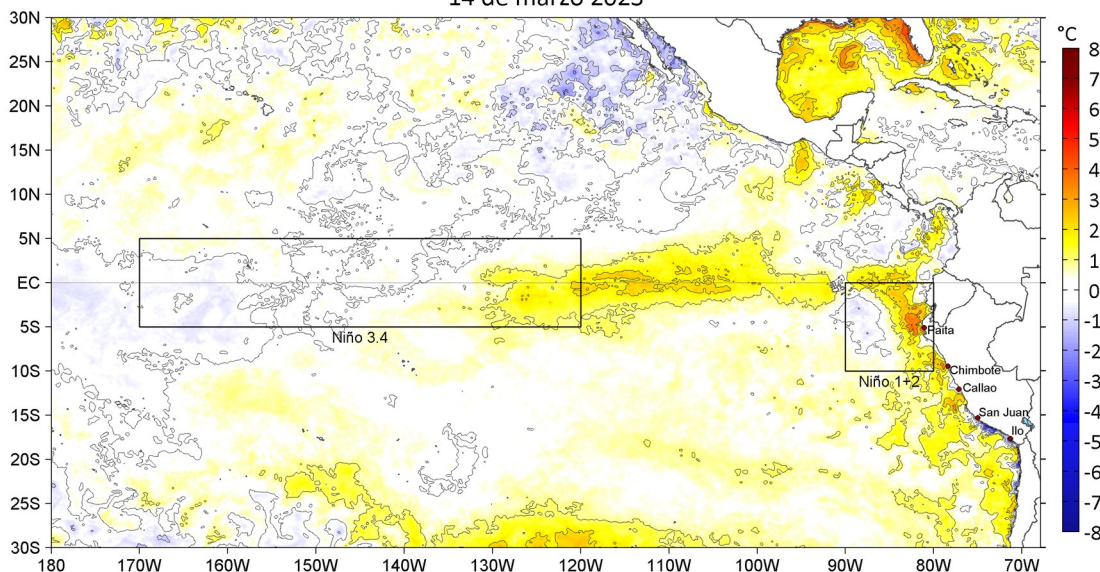 14 de marzo 2023
°C
30N
25N
20N
15N
10N
5N
EC
5S
10S
15S
20S
25S
30S
180
170W
160W
150W
140W
130W
120W
110W
100W
90W
80W
70W
8
7
6
5
4
3
2
1
0
-1
-2
-3
-4
-5
-6
-7
-8
Niño 3.4
Niño 1+2
Paita
Chimbote
Callao
San Juan
Ilo